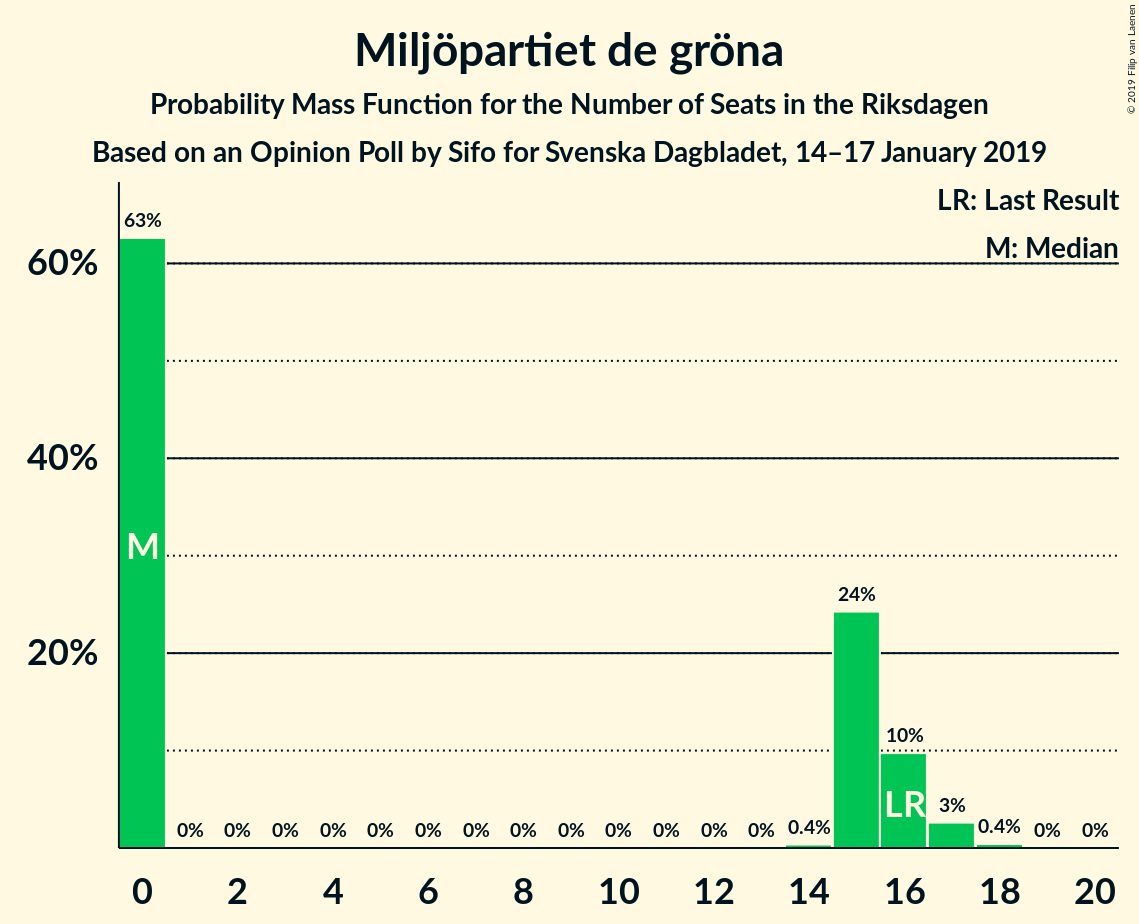 Miljöpartiet de gröna
Probability Mass Function for the Number of Seats in the Riksdagen
Based on an Opinion Poll by Sifo for Svenska Dagbladet, 14–17 January 2019
© 2019 Filip van Laenen
LR: Last Result
M: Median
63%
60%
40%
20%
M
24%
10%
LR
3%
0% 0% 0% 0% 0% 0% 0% 0% 0% 0% 0% 0% 0% 0.4% 0.4% 0% 0%
0 2 4 6 8 10 12 14 16 18 20